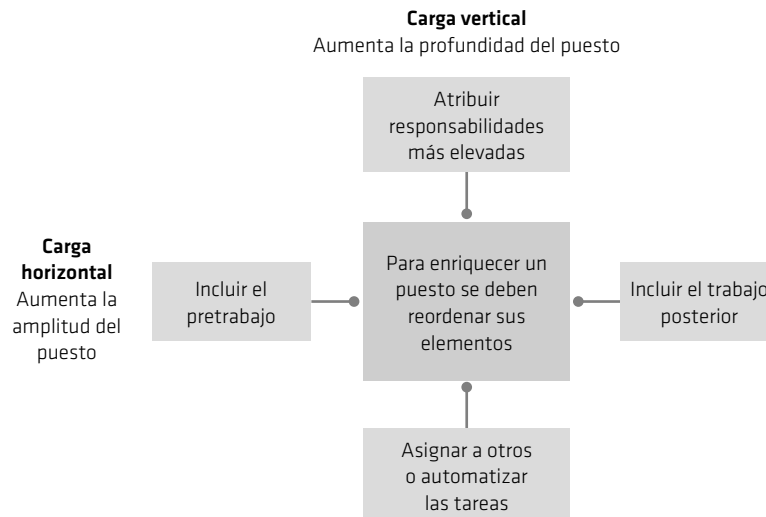 Carga vertical
Aumenta la profundidad del puesto
Atribuir
responsabilidades
más elevadas
Carga
horizontal
Aumenta la
amplitud del
puesto
Incluir el
pretrabajo
Para enriquecer un
puesto se deben
reordenar sus
elementos
Incluir el trabajo
posterior
Asignar a otros
o automatizar
las tareas